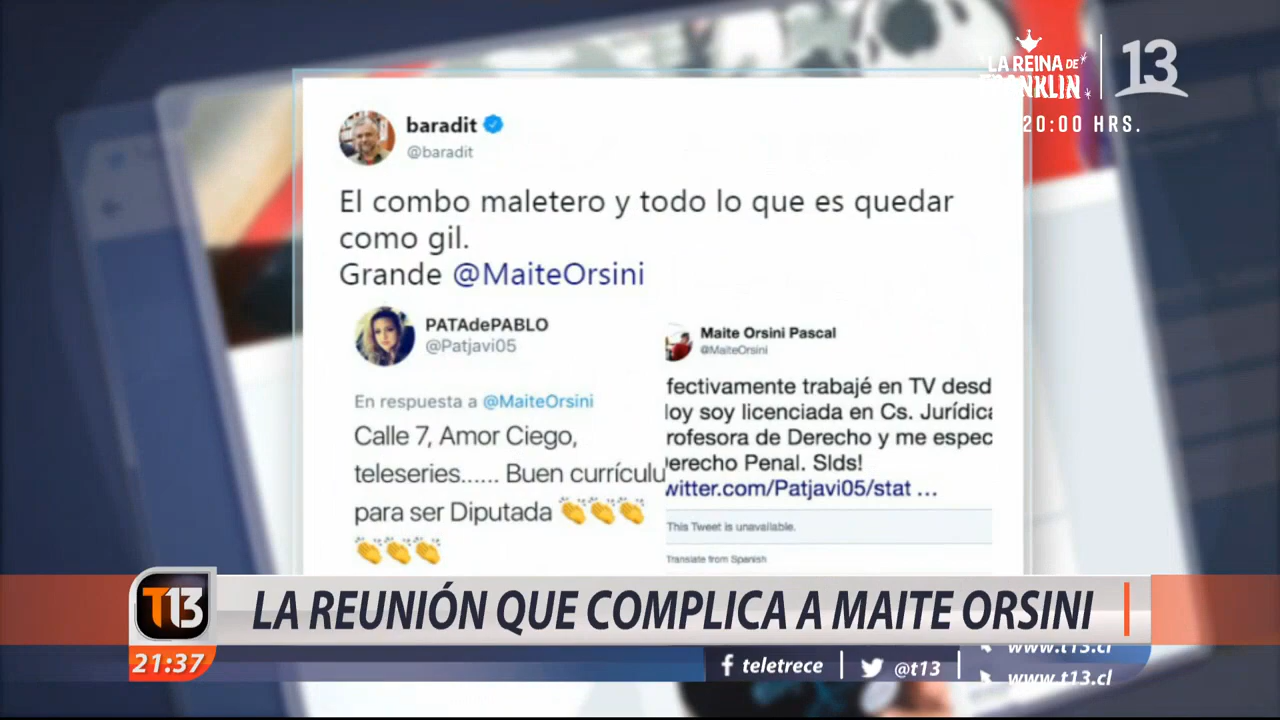 LA REINA DE
FRANKLIN
13
20:00 HRS.
baradit
@baradit
El combo maletero y todo lo que es quedar
como gil.
Grande @MaiteOrsini
PATAdePABLO
@Patjavi05
En respuesta a @MaiteOrsini
Calle 7, Amor Ciego,
teleseries...... Buen currículu
para ser Diputada 👏👏👏
👏👏👏
Maite Orsini Pascal
@MaiteOrsini
fectivamente trabajé en TV desd
oy soy licenciada en Cs. Jurídica
rofesora de Derecho y me espec
erecho Penal. Slds!
witter.com/Patjavi05/stat ...
This Tweet is unavailable.
Translate from Spanish
T13
LA REUNIÓN QUE COMPLICA A MAITE ORSINI
21:37
teletrece
@t13
www.t13.cl
www.t13.cl